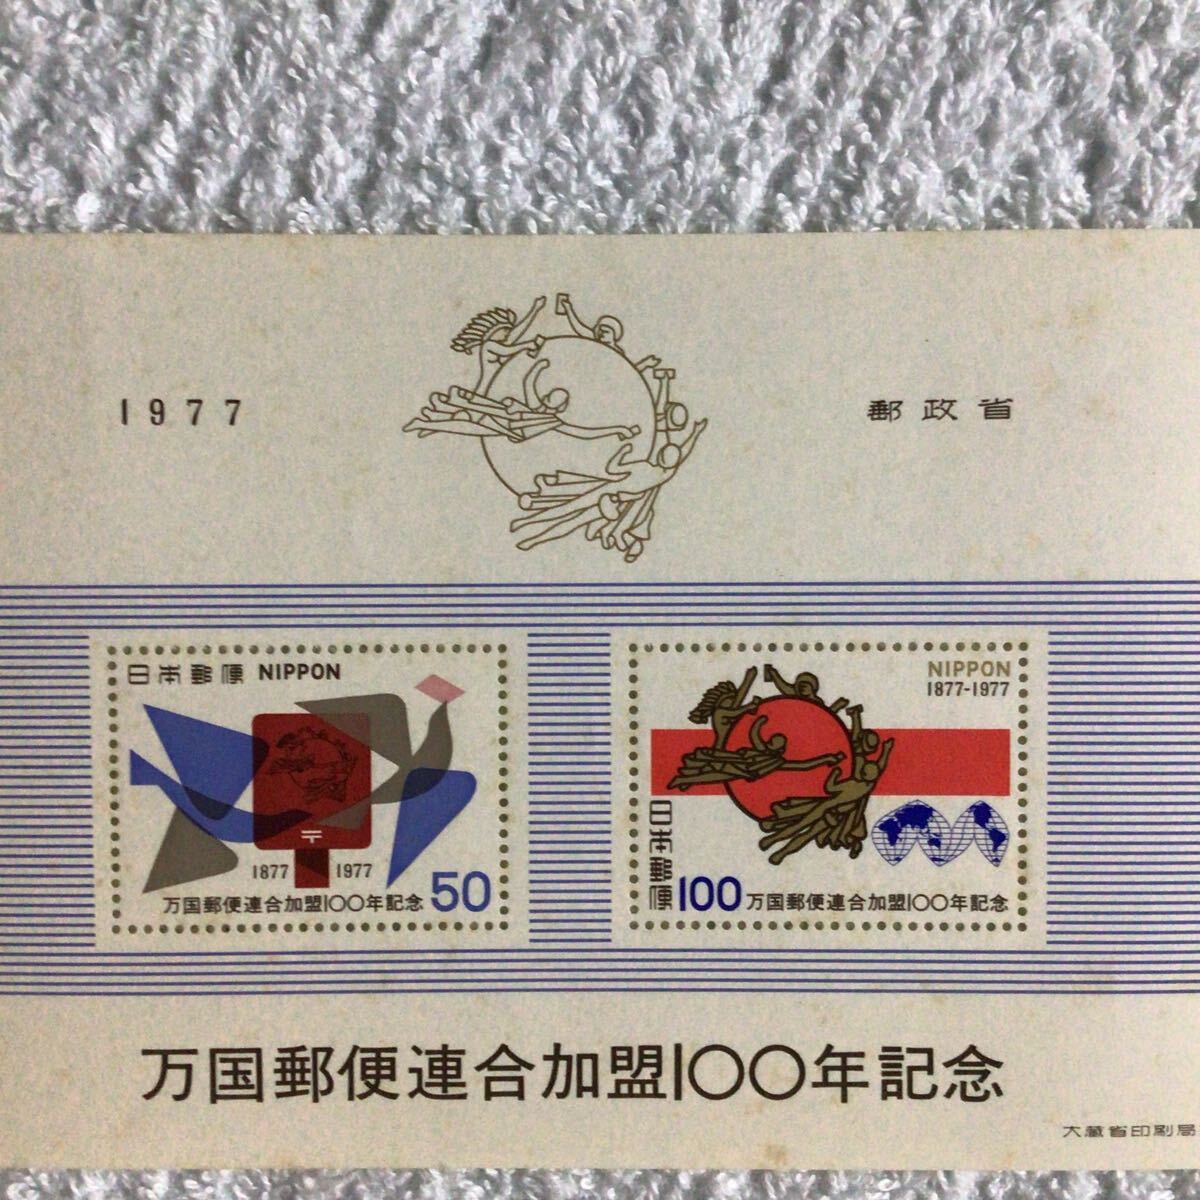 1977
郵政省
日本郵便 NIPPON
〒
1877 1977
万国郵便連合加盟100年記念 50
NIPPON
1877-1977
日本郵便
100 万国郵便連合加盟100年記念
万国郵便連合加盟100年記念
大蔵省印刷局